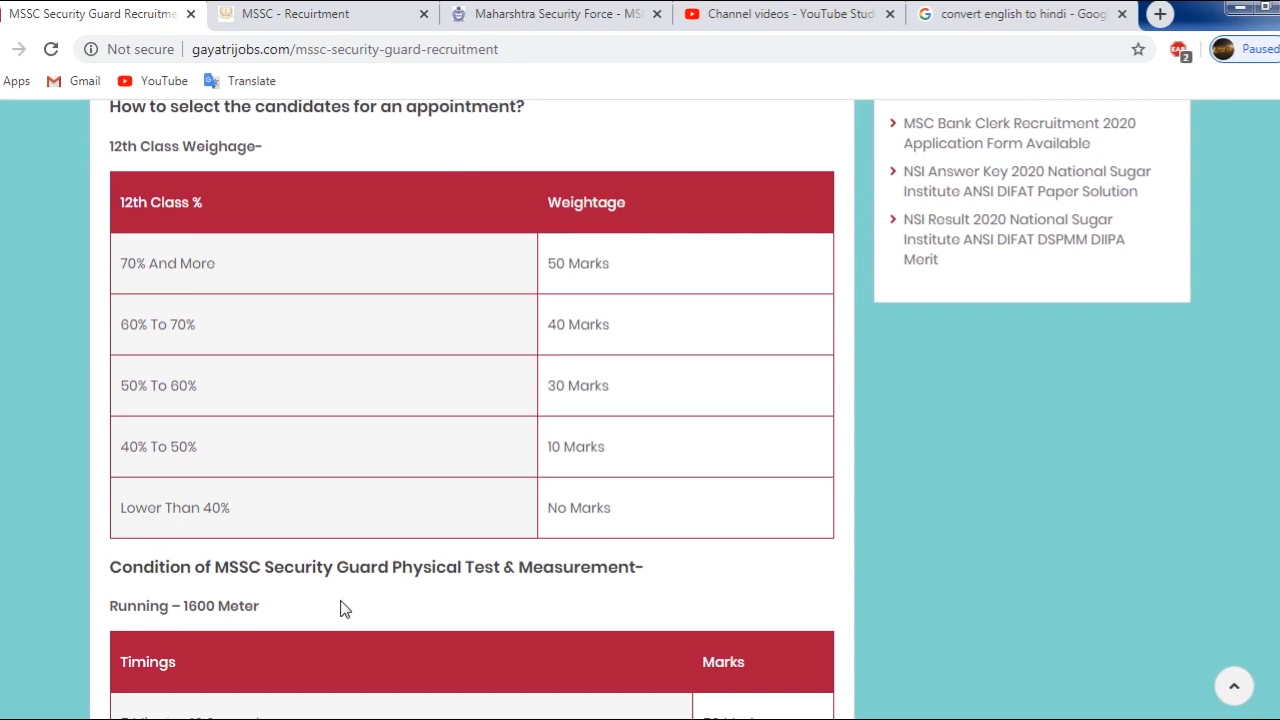 MSSC Security Guard Recruitme
MSSC - Recuirtment
Maharshtra Security Force - MS
Channel videos - YouTube Stud
convert english to hindi - Goog
Not secure
gayatrijobs.com/mssc-security-guard-recruitment
2
Paused
Apps
Gmail
YouTube
Translate
How to select the candidates for an appointment?
12th Class Weighage-
12th Class %
Weightage
70% And More
50 Marks
60% To 70%
40 Marks
50% To 60%
30 Marks
40% To 50%
10 Marks
Lower Than 40%
No Marks
Condition of MSSC Security Guard Physical Test & Measurement-
Running – 1600 Meter
Timings
Marks
MSC Bank Clerk Recruitment 2020
Application Form Available
NSI Answer Key 2020 National Sugar
Institute ANSI DIFAT Paper Solution
NSI Result 2020 National Sugar
Institute ANSI DIFAT DSPMM DIIPA
Merit